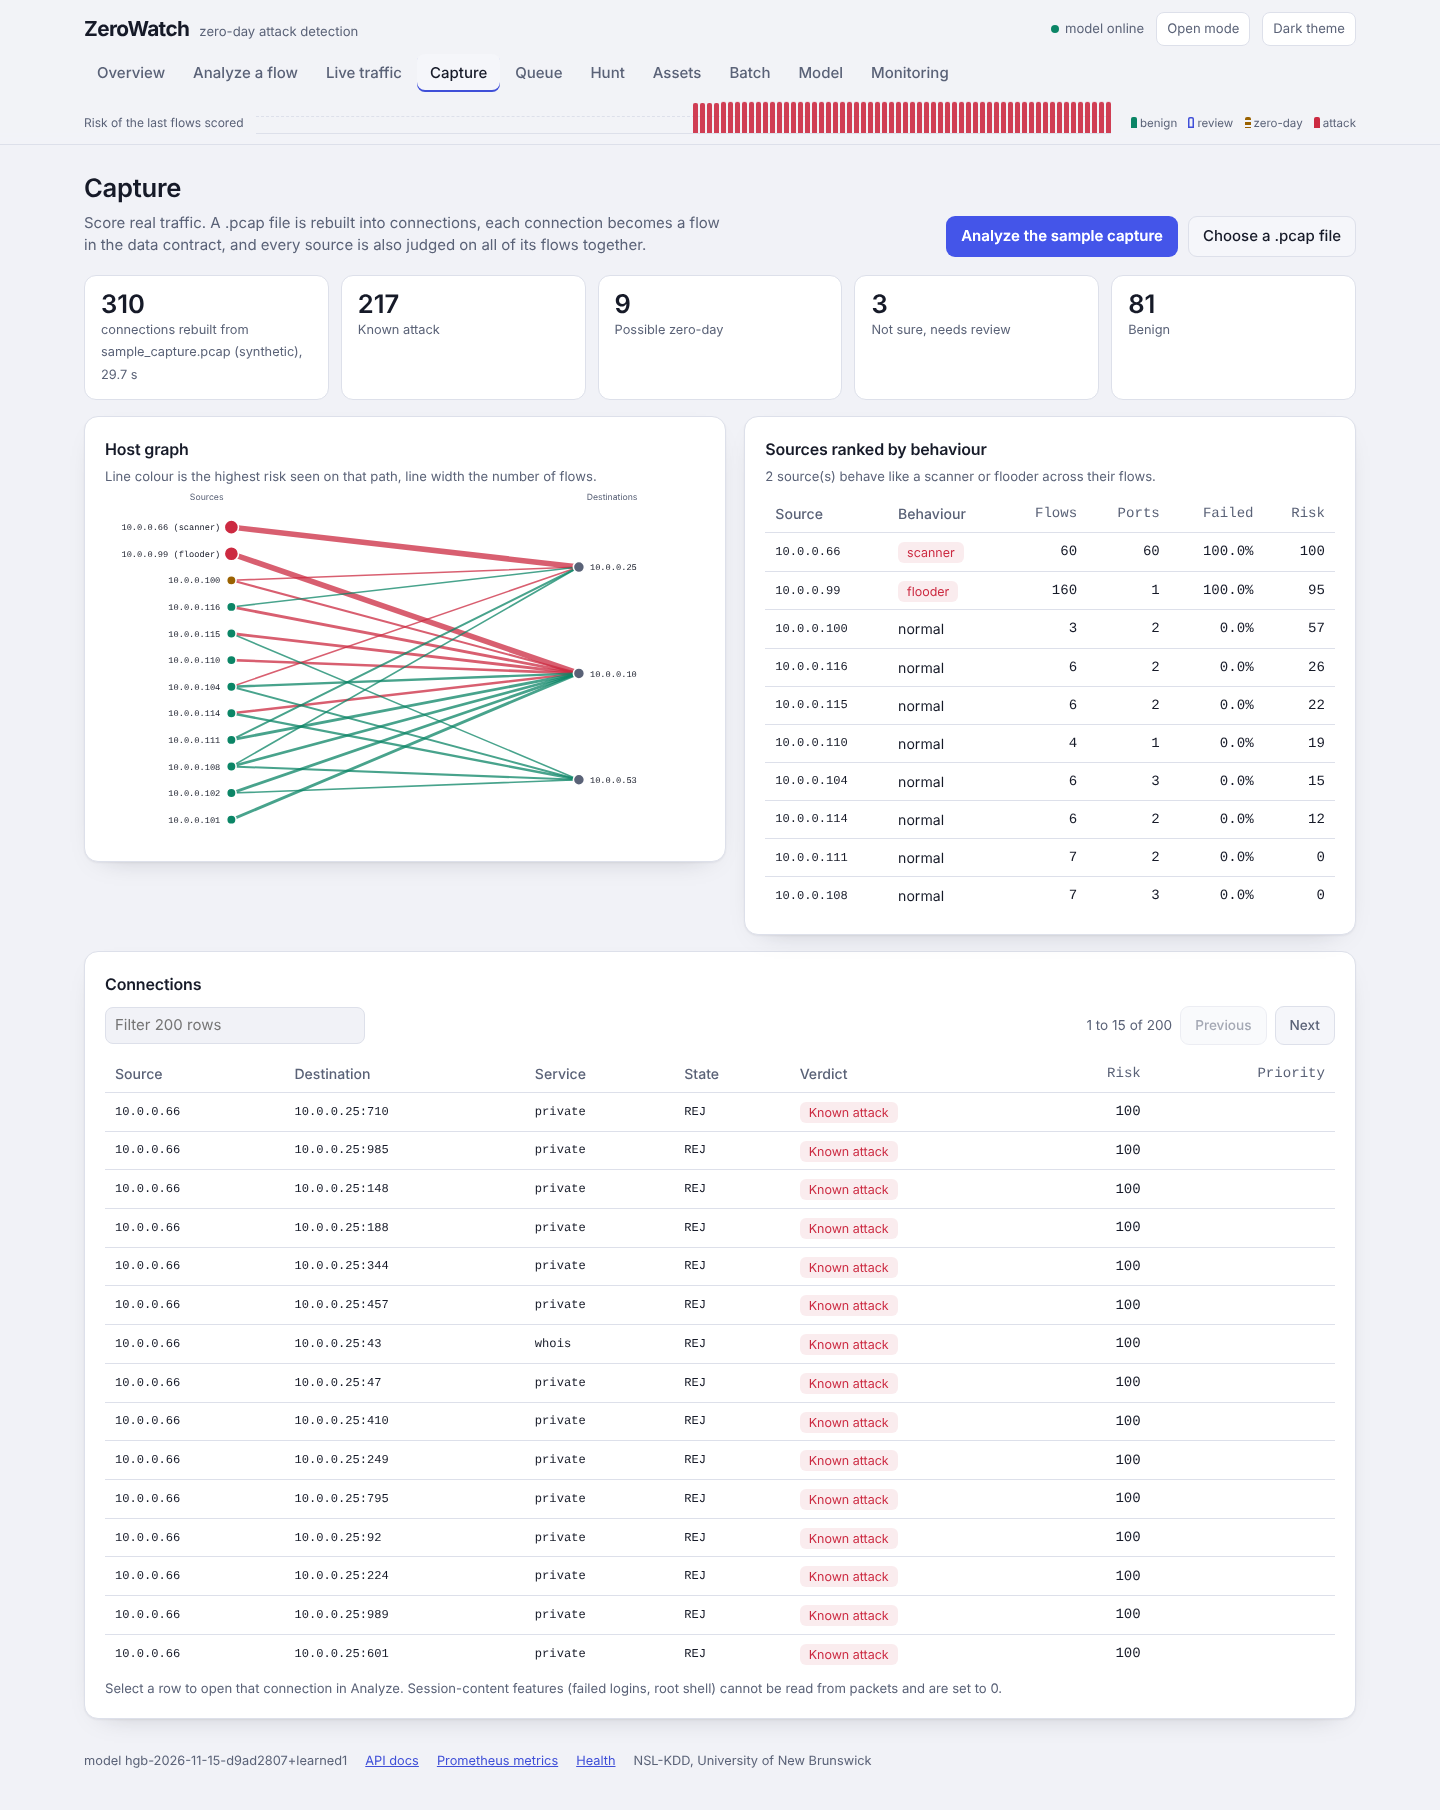 ZeroWatch zero-day attack detection
model online Open mode Dark theme
Overview Analyze a flow Live traffic Capture Queue Hunt Assets Batch Model Monitoring
Risk of the last flows scored benign review zero-day attack
Capture
Score real traffic. A .pcap file is rebuilt into connections, each connection becomes a flow
in the data contract, and every source is also judged on all of its flows together.
Analyze the sample capture Choose a .pcap file
310
connections rebuilt from
sample_capture.pcap (synthetic),
29.7 s
217
Known attack
9
Possible zero-day
3
Not sure, needs review
81
Benign
Host graph
Line colour is the highest risk seen on that path, line width the number of flows.
Sources Destinations
10.0.0.66 (scanner)
10.0.0.99 (flooder)
10.0.0.100
10.0.0.116
10.0.0.115
10.0.0.110
10.0.0.104
10.0.0.114
10.0.0.111
10.0.0.108
10.0.0.102
10.0.0.101
10.0.0.25
10.0.0.10
10.0.0.53
Sources ranked by behaviour
2 source(s) behave like a scanner or flooder across their flows.
Source Behaviour Flows Ports Failed Risk
10.0.0.66 scanner 60 60 100.0% 100
10.0.0.99 flooder 160 1 100.0% 95
10.0.0.100 normal 3 2 0.0% 57
10.0.0.116 normal 6 2 0.0% 26
10.0.0.115 normal 6 2 0.0% 22
10.0.0.110 normal 4 1 0.0% 19
10.0.0.104 normal 6 3 0.0% 15
10.0.0.114 normal 6 2 0.0% 12
10.0.0.111 normal 7 2 0.0% 0
10.0.0.108 normal 7 3 0.0% 0
Connections
Filter 200 rows 1 to 15 of 200 Previous Next
Source Destination Service State Verdict Risk Priority
10.0.0.66 10.0.0.25:710 private REJ Known attack 100
10.0.0.66 10.0.0.25:985 private REJ Known attack 100
10.0.0.66 10.0.0.25:148 private REJ Known attack 100
10.0.0.66 10.0.0.25:188 private REJ Known attack 100
10.0.0.66 10.0.0.25:344 private REJ Known attack 100
10.0.0.66 10.0.0.25:457 private REJ Known attack 100
10.0.0.66 10.0.0.25:43 whois REJ Known attack 100
10.0.0.66 10.0.0.25:47 private REJ Known attack 100
10.0.0.66 10.0.0.25:410 private REJ Known attack 100
10.0.0.66 10.0.0.25:249 private REJ Known attack 100
10.0.0.66 10.0.0.25:795 private REJ Known attack 100
10.0.0.66 10.0.0.25:92 private REJ Known attack 100
10.0.0.66 10.0.0.25:224 private REJ Known attack 100
10.0.0.66 10.0.0.25:989 private REJ Known attack 100
10.0.0.66 10.0.0.25:601 private REJ Known attack 100
Select a row to open that connection in Analyze. Session-content features (failed logins, root shell) cannot be read from packets and are set to 0.
model hgb-2026-11-15-d9ad2807+learned1 API docs Prometheus metrics Health NSL-KDD, University of New Brunswick